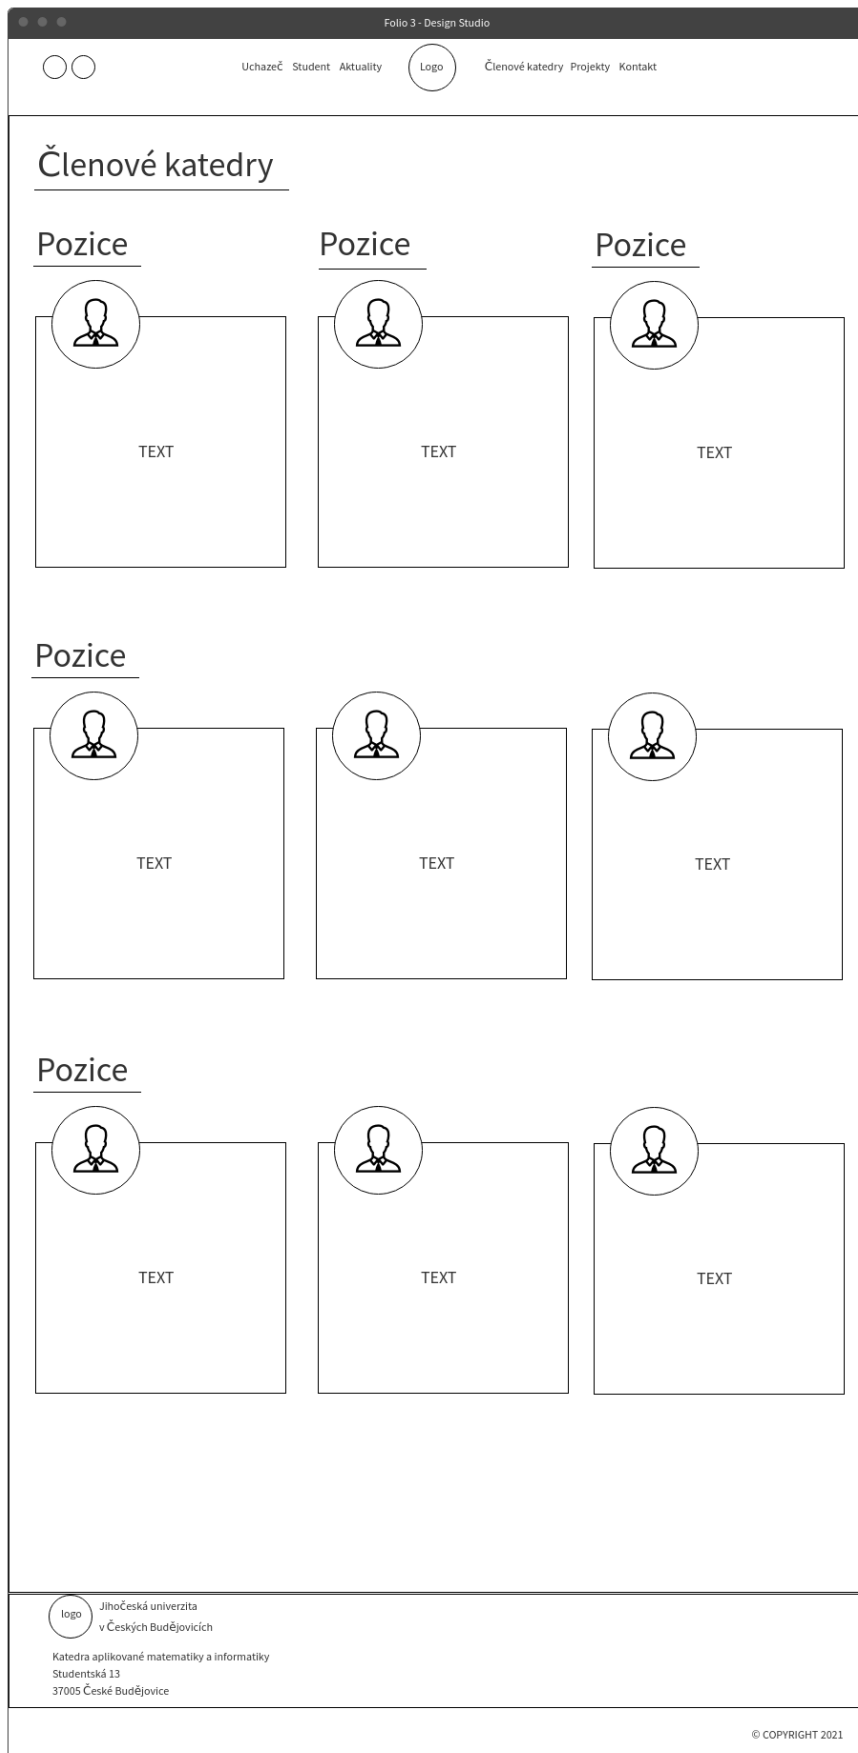 Folio 3 - Design Studio
Uchazeč Student Aktuality Logo Členové katedry Projekty Kontakt
Členové katedry
Pozice Pozice Pozice
TEXT TEXT TEXT
Pozice
TEXT TEXT TEXT
Pozice
TEXT TEXT TEXT
logo Jihočeská univerzita
v Českých Budějovicích
Katedra aplikované matematiky a informatiky
Studentská 13
37005 České Budějovice
© COPYRIGHT 2021